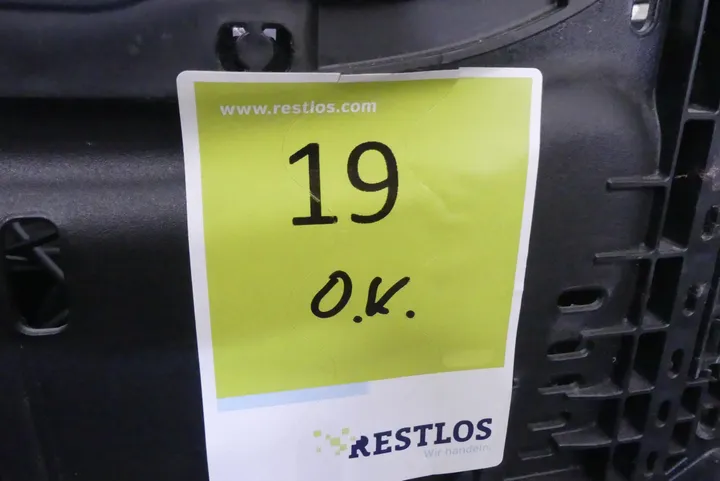 www.restlos.com
19
O.K.
RESTLOS
Wir handeln.